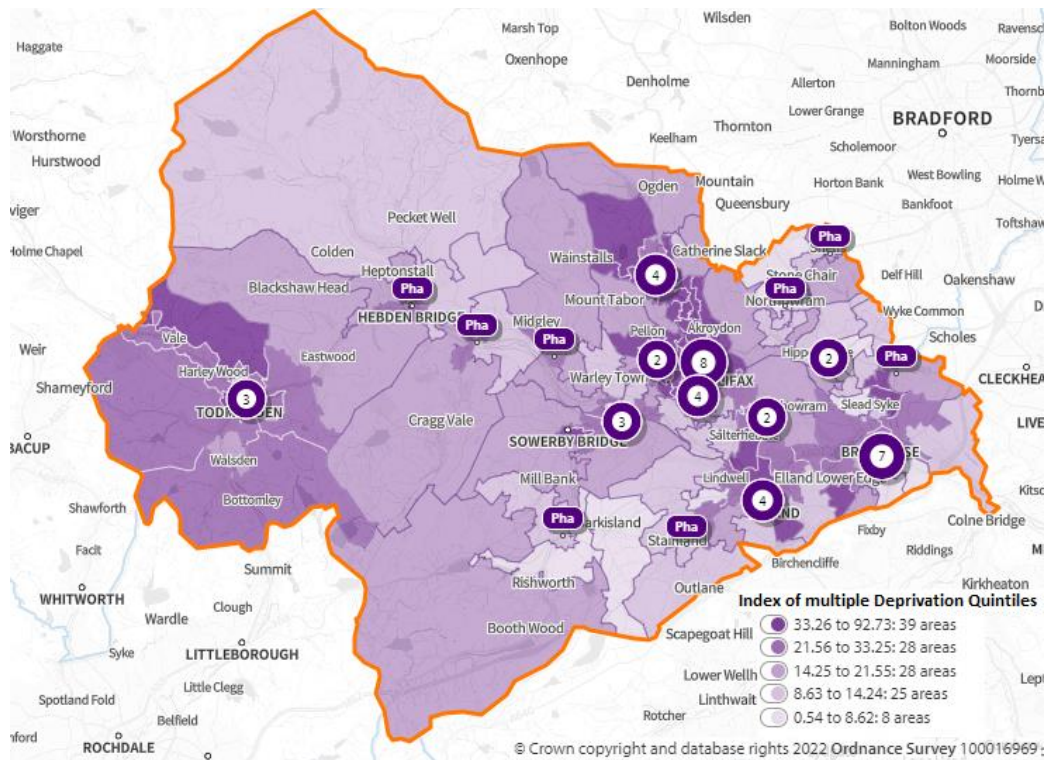 Marsh Top
Wilsden
Bolton Woods
Haggate
Oxenhope
Manningham
Moorside
Denholme
Allerton
Lower Grange
Thornton
BRADFORD
Worsthorne
Keelham
Scholemoor
Hurstwood
Mountain
Horton Bank
West Bowling
Ogden
Queensbury
Bankfoot
Pecket Well
Holme Chapel
Colden
Wainstalls
Catherine Slack
Pha
Delf Hill
Oakenshaw
Heptonstall
4
Stone Chair
Pha
Blackshaw Head
Mount Tabor
Pha
HEBDEN BRIDGE
Wyke Common
Pha
Midgley
Pellon
Akroydon
Scholes
Weir
Vale
Eastwood
Pha
2
8
2
Pha
Shameyford
Harley Wood
Warley Town
3
4
TODMORDEN
Cragg Vale
3
2
Slead Syke
SOWERBY BRIDGE
Salterhebble
Walsden
7
Mill Bank
Lindwell
Elland Lower Edge
Bottomley
4
Shawforth
Pha
Pha
Colne Bridge
Facit
Fixby
Riddings
Summit
Rishworth
Outlane
Birchencliffe
Kirkheaton
WHITWORTH
Wardle
Clough
Booth Wood
Scapegoat Hill
Syke
LITTLEBOROUGH
Little Clegg
Linthwait
Spotland Fold
Belfield
Rotcher
ROCHDALE
Index of multiple Deprivation Quintiles
33.26 to 92.73: 39 areas
21.56 to 33.25: 28 areas
14.25 to 21.55: 28 areas
8.63 to 14.24: 25 areas
0.54 to 8.62: 8 areas
© Crown copyright and database rights 2022 Ordnance Survey 100016969